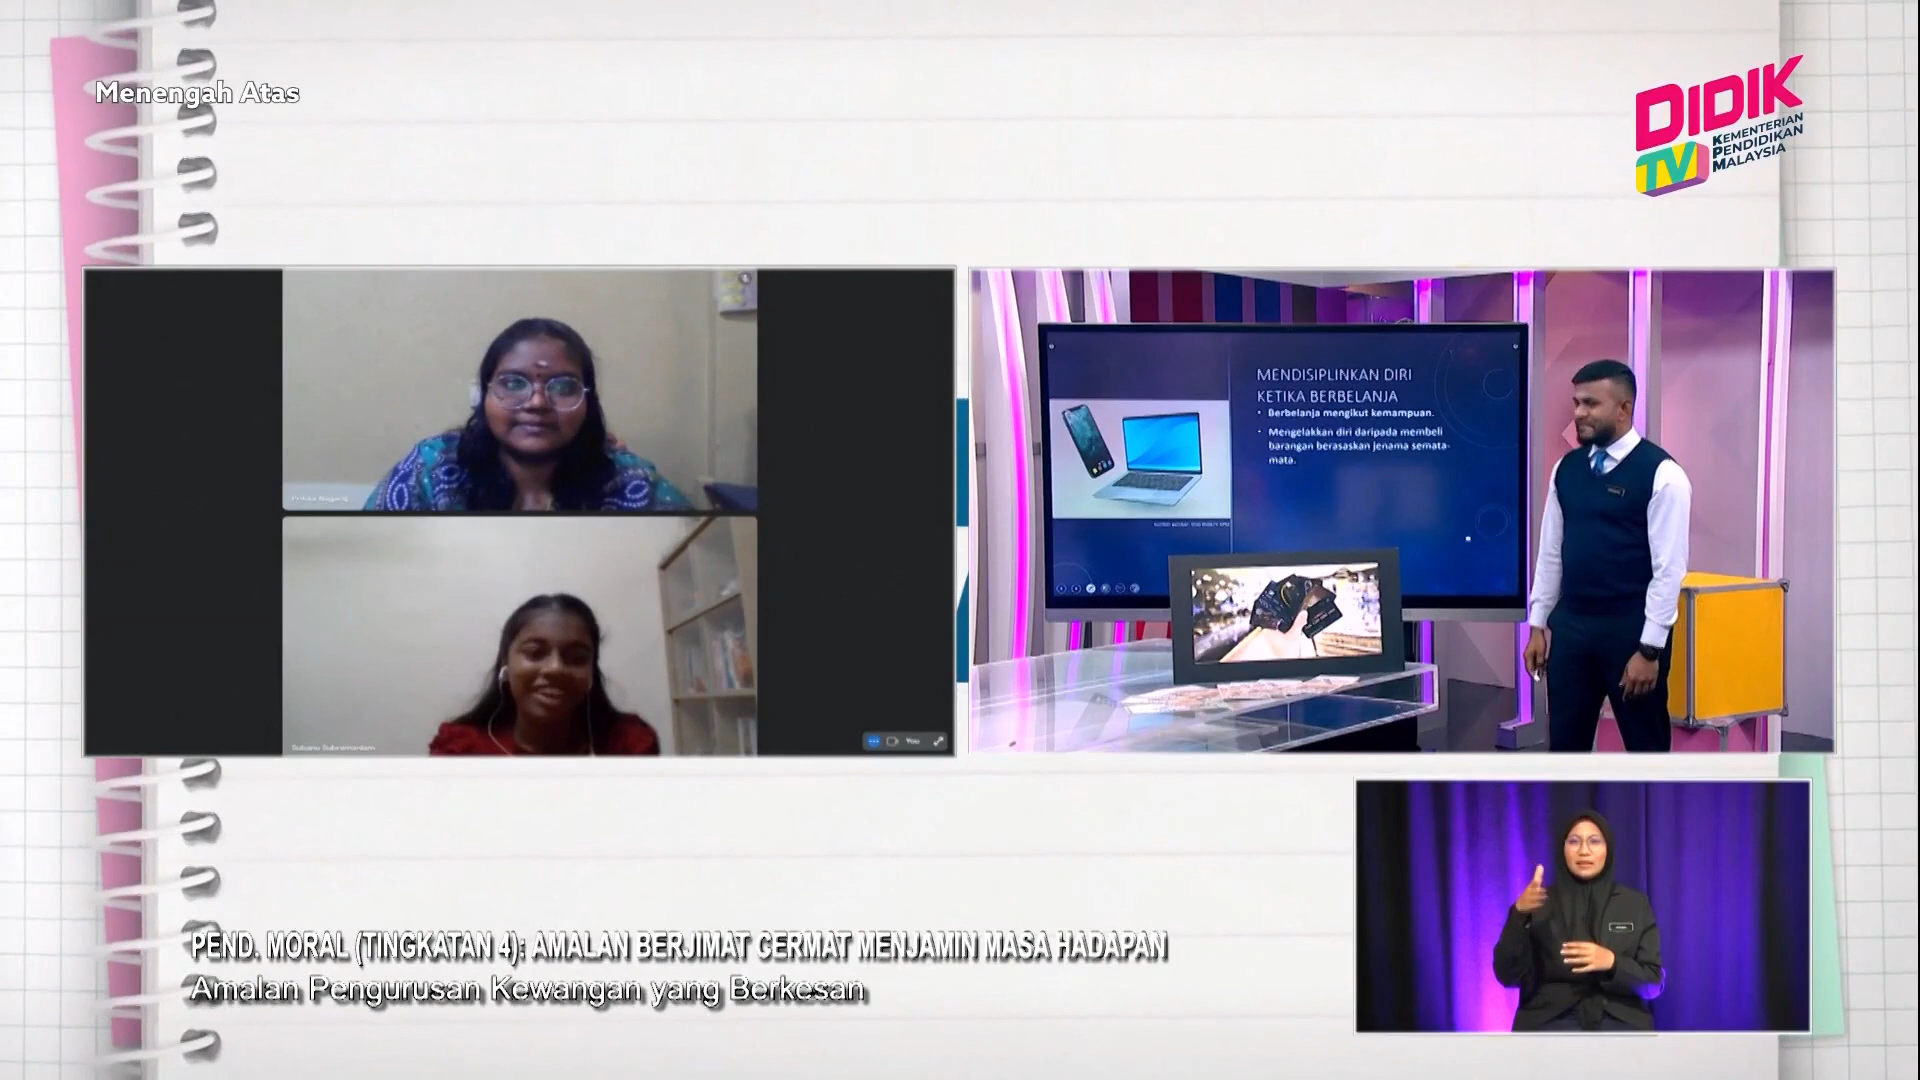 Menengah Atas
DIDIK
TV
KEMENTERIAN
PENDIDIKAN
MALAYSIA
MENDISIPLINKAN DIRI
KETIKA BERBELANJA
• Berbelanja mengikut kemampuan.
• Mengelakkan diri daripada membeli
barangan berasaskan jenama semata-
mata.
You
PEND. MORAL (TINGKATAN 4): AMALAN BERJIMAT CERMAT MENJAMIN MASA HADAPAN
Amalan Pengurusan Kewangan yang Berkesan